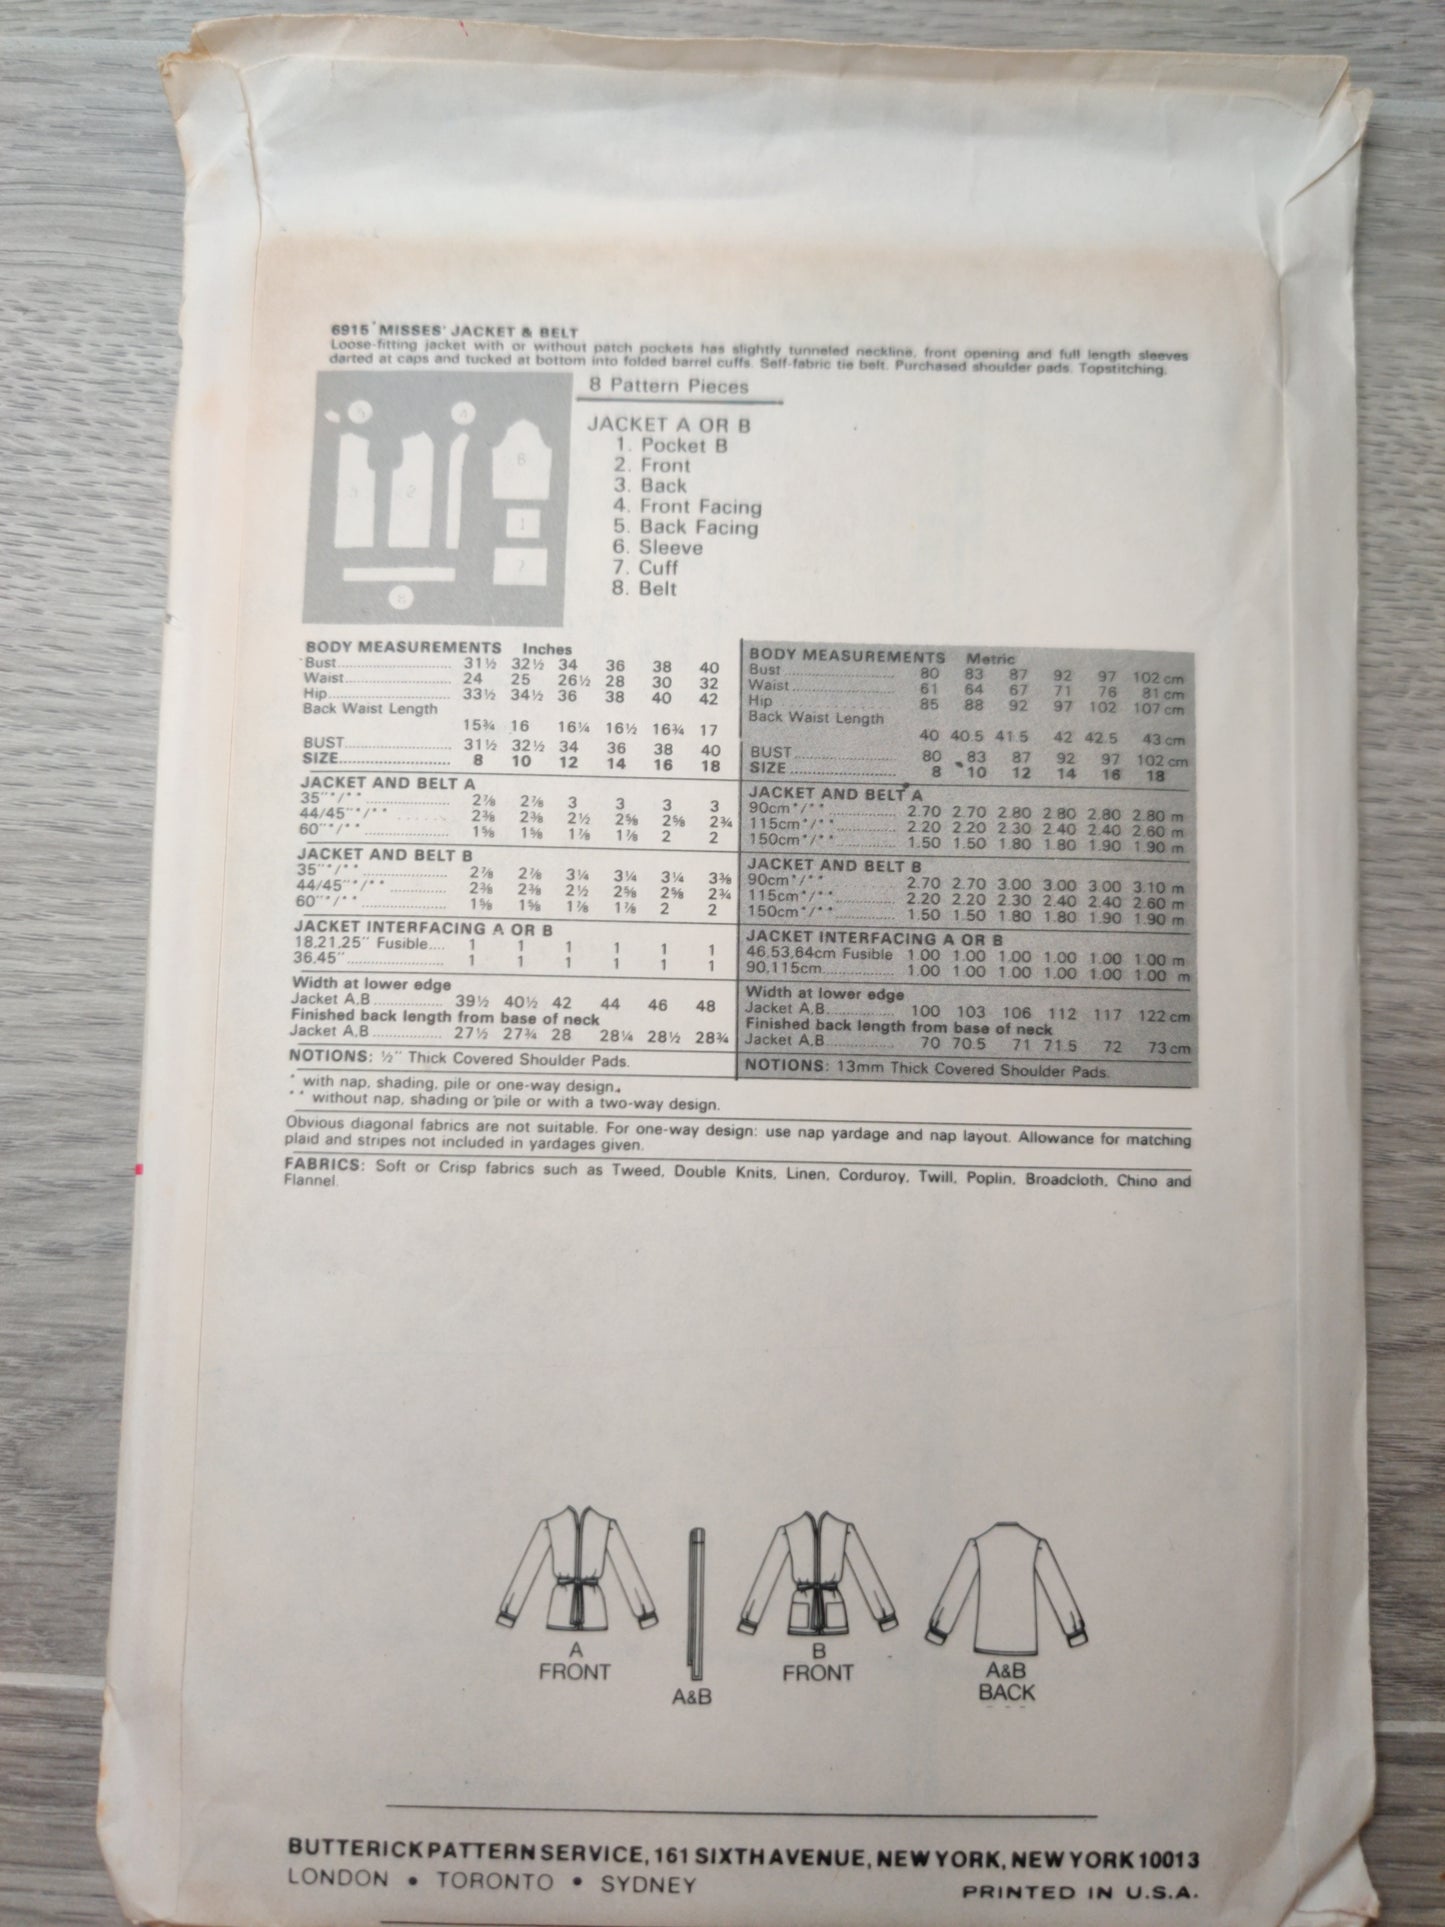 6915 MISSES' JACKET & BELT
Loose-fitting jacket with or without patch pockets has slightly tunneled neckline, front opening and full length sleeves
darted at caps and tucked at bottom into folded barrel cuffs. Self-fabric tie belt. Purchased shoulder pads. Topstitching.
8 Pattern Pieces
JACKET A OR B
1. Pocket B
2. Front
3. Back
4. Front Facing
5. Back Facing
6. Sleeve
7. Cuff
8. Belt
BODY MEASUREMENTS Inches
Bust 31½ 32½ 34 36 38 40
Waist 24 25 26½ 28 30 32
Hip 33½ 34½ 36 38 40 42
Back Waist Length
15¾ 16 16¼ 16½ 16¾ 17
BUST 31½ 32½ 34 36 38 40
SIZE 8 10 12 14 16 18
JACKET AND BELT A
35"*/** 2⅞ 2⅞ 3 3 3 3
44/45"*/** 2⅜ 2⅜ 2½ 2⅝ 2⅝ 2¾
60"*/** 1⅝ 1⅝ 1⅞ 1⅞ 2 2
JACKET AND BELT B
35"*/** 2⅞ 2⅞ 3¼ 3¼ 3¼ 3⅜
44/45"*/** 2⅜ 2⅜ 2½ 2⅝ 2⅝ 2¾
60"*/** 1⅝ 1⅝ 1⅞ 1⅞ 2 2
JACKET INTERFACING A OR B
18,21,25" Fusible 1 1 1 1 1 1
36,45" 1 1 1 1 1 1
Width at lower edge
Jacket A,B 39½ 40½ 42 44 46 48
Finished back length from base of neck
Jacket A,B 27½ 27¾ 28 28¼ 28½ 28¾
NOTIONS: ½" Thick Covered Shoulder Pads.
BODY MEASUREMENTS Metric
Bust 80 83 87 92 97 102 cm
Waist 61 64 67 71 76 81 cm
Hip 85 88 92 97 102 107 cm
Back Waist Length
40 40.5 41.5 42 42.5 43 cm
BUST 80 83 87 92 97 102 cm
SIZE 8 10 12 14 16 18
JACKET AND BELT A
90cm*/** 2.70 2.70 2.80 2.80 2.80 2.80 m
115cm*/** 2.20 2.20 2.30 2.40 2.40 2.60 m
150cm*/** 1.50 1.50 1.80 1.80 1.90 1.90 m
JACKET AND BELT B
90cm*/** 2.70 2.70 3.00 3.00 3.00 3.10 m
115cm*/** 2.20 2.20 2.30 2.40 2.40 2.60 m
150cm*/** 1.50 1.50 1.80 1.80 1.90 1.90 m
JACKET INTERFACING A OR B
46,53,64cm Fusible 1.00 1.00 1.00 1.00 1.00 1.00 m
90,115cm 1.00 1.00 1.00 1.00 1.00 1.00 m
Width at lower edge
Jacket A,B 100 103 106 112 117 122 cm
Finished back length from base of neck
Jacket A,B 70 70.5 71 71.5 72 73 cm
NOTIONS: 13mm Thick Covered Shoulder Pads.
* with nap, shading, pile or one-way design.
** without nap, shading or pile or with a two-way design.
Obvious diagonal fabrics are not suitable. For one-way design: use nap yardage and nap layout. Allowance for matching
plaid and stripes not included in yardages given.
FABRICS: Soft or Crisp fabrics such as Tweed, Double Knits, Linen, Corduroy, Twill, Poplin, Broadcloth, Chino and
Flannel.
A
FRONT
A&B
B
FRONT
A&B
BACK
BUTTERICK PATTERN SERVICE, 161 SIXTH AVENUE, NEW YORK, NEW YORK 10013
LONDON • TORONTO • SYDNEY
PRINTED IN U.S.A.